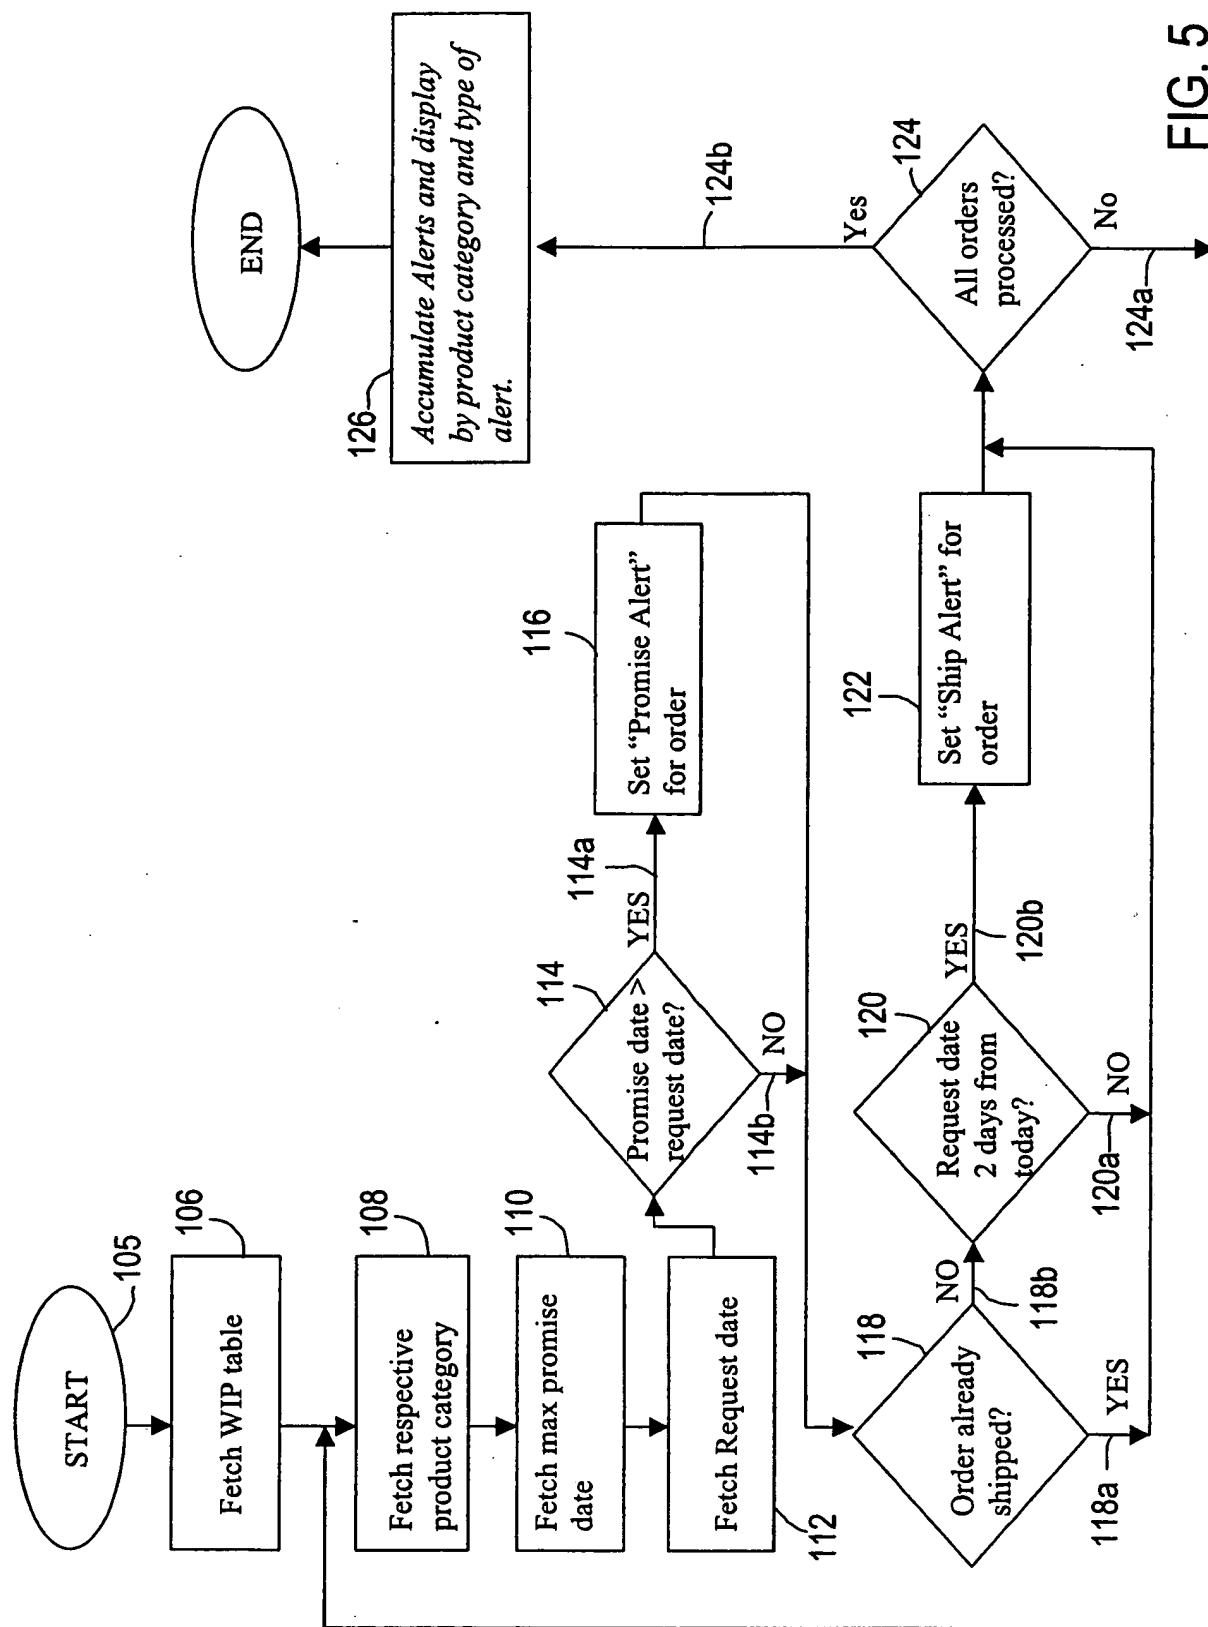 START
105
106
Fetch WIP table
108
Fetch respective
product category
110
Fetch max promise
date
Fetch Request date
112
114
Promise date >
request date?
YES
114a
NO
114b
116
Set “Promise Alert”
for order
118
Order already
shipped?
NO
118b
YES
118a
120
Request date
2 days from
today?
YES
120b
NO
120a
122
Set “Ship Alert” for
order
124
All orders
processed?
Yes
124b
No
124a
126
Accumulate Alerts and display
by product category and type of
alert.
END
FIG. 5